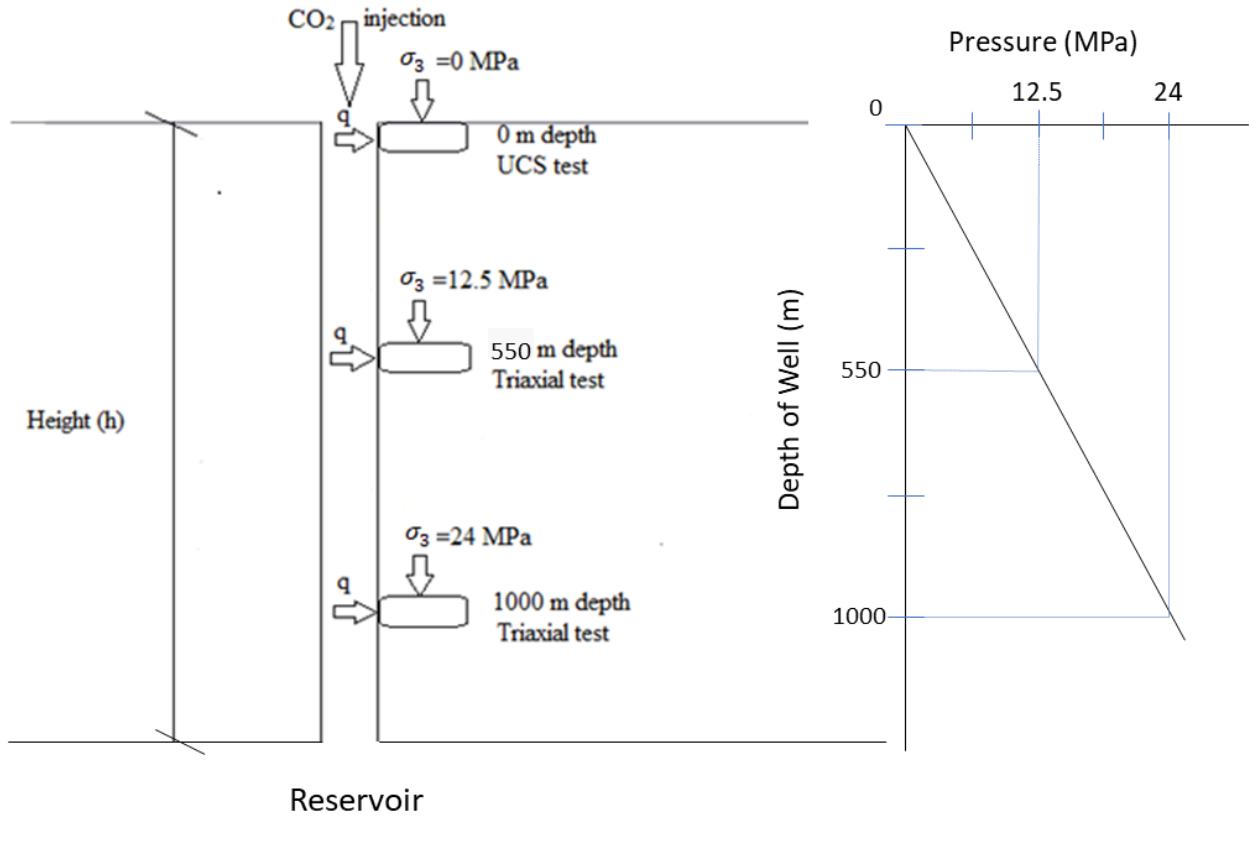 CO₂ injection
σ₃ =0 MPa
q
0 m depth
UCS test
σ₃ =12.5 MPa
q
550 m depth
Triaxial test
Height (h)
σ₃ =24 MPa
q
1000 m depth
Triaxial test
Reservoir
Pressure (MPa)
0
12.5
24
Depth of Well (m)
550
1000